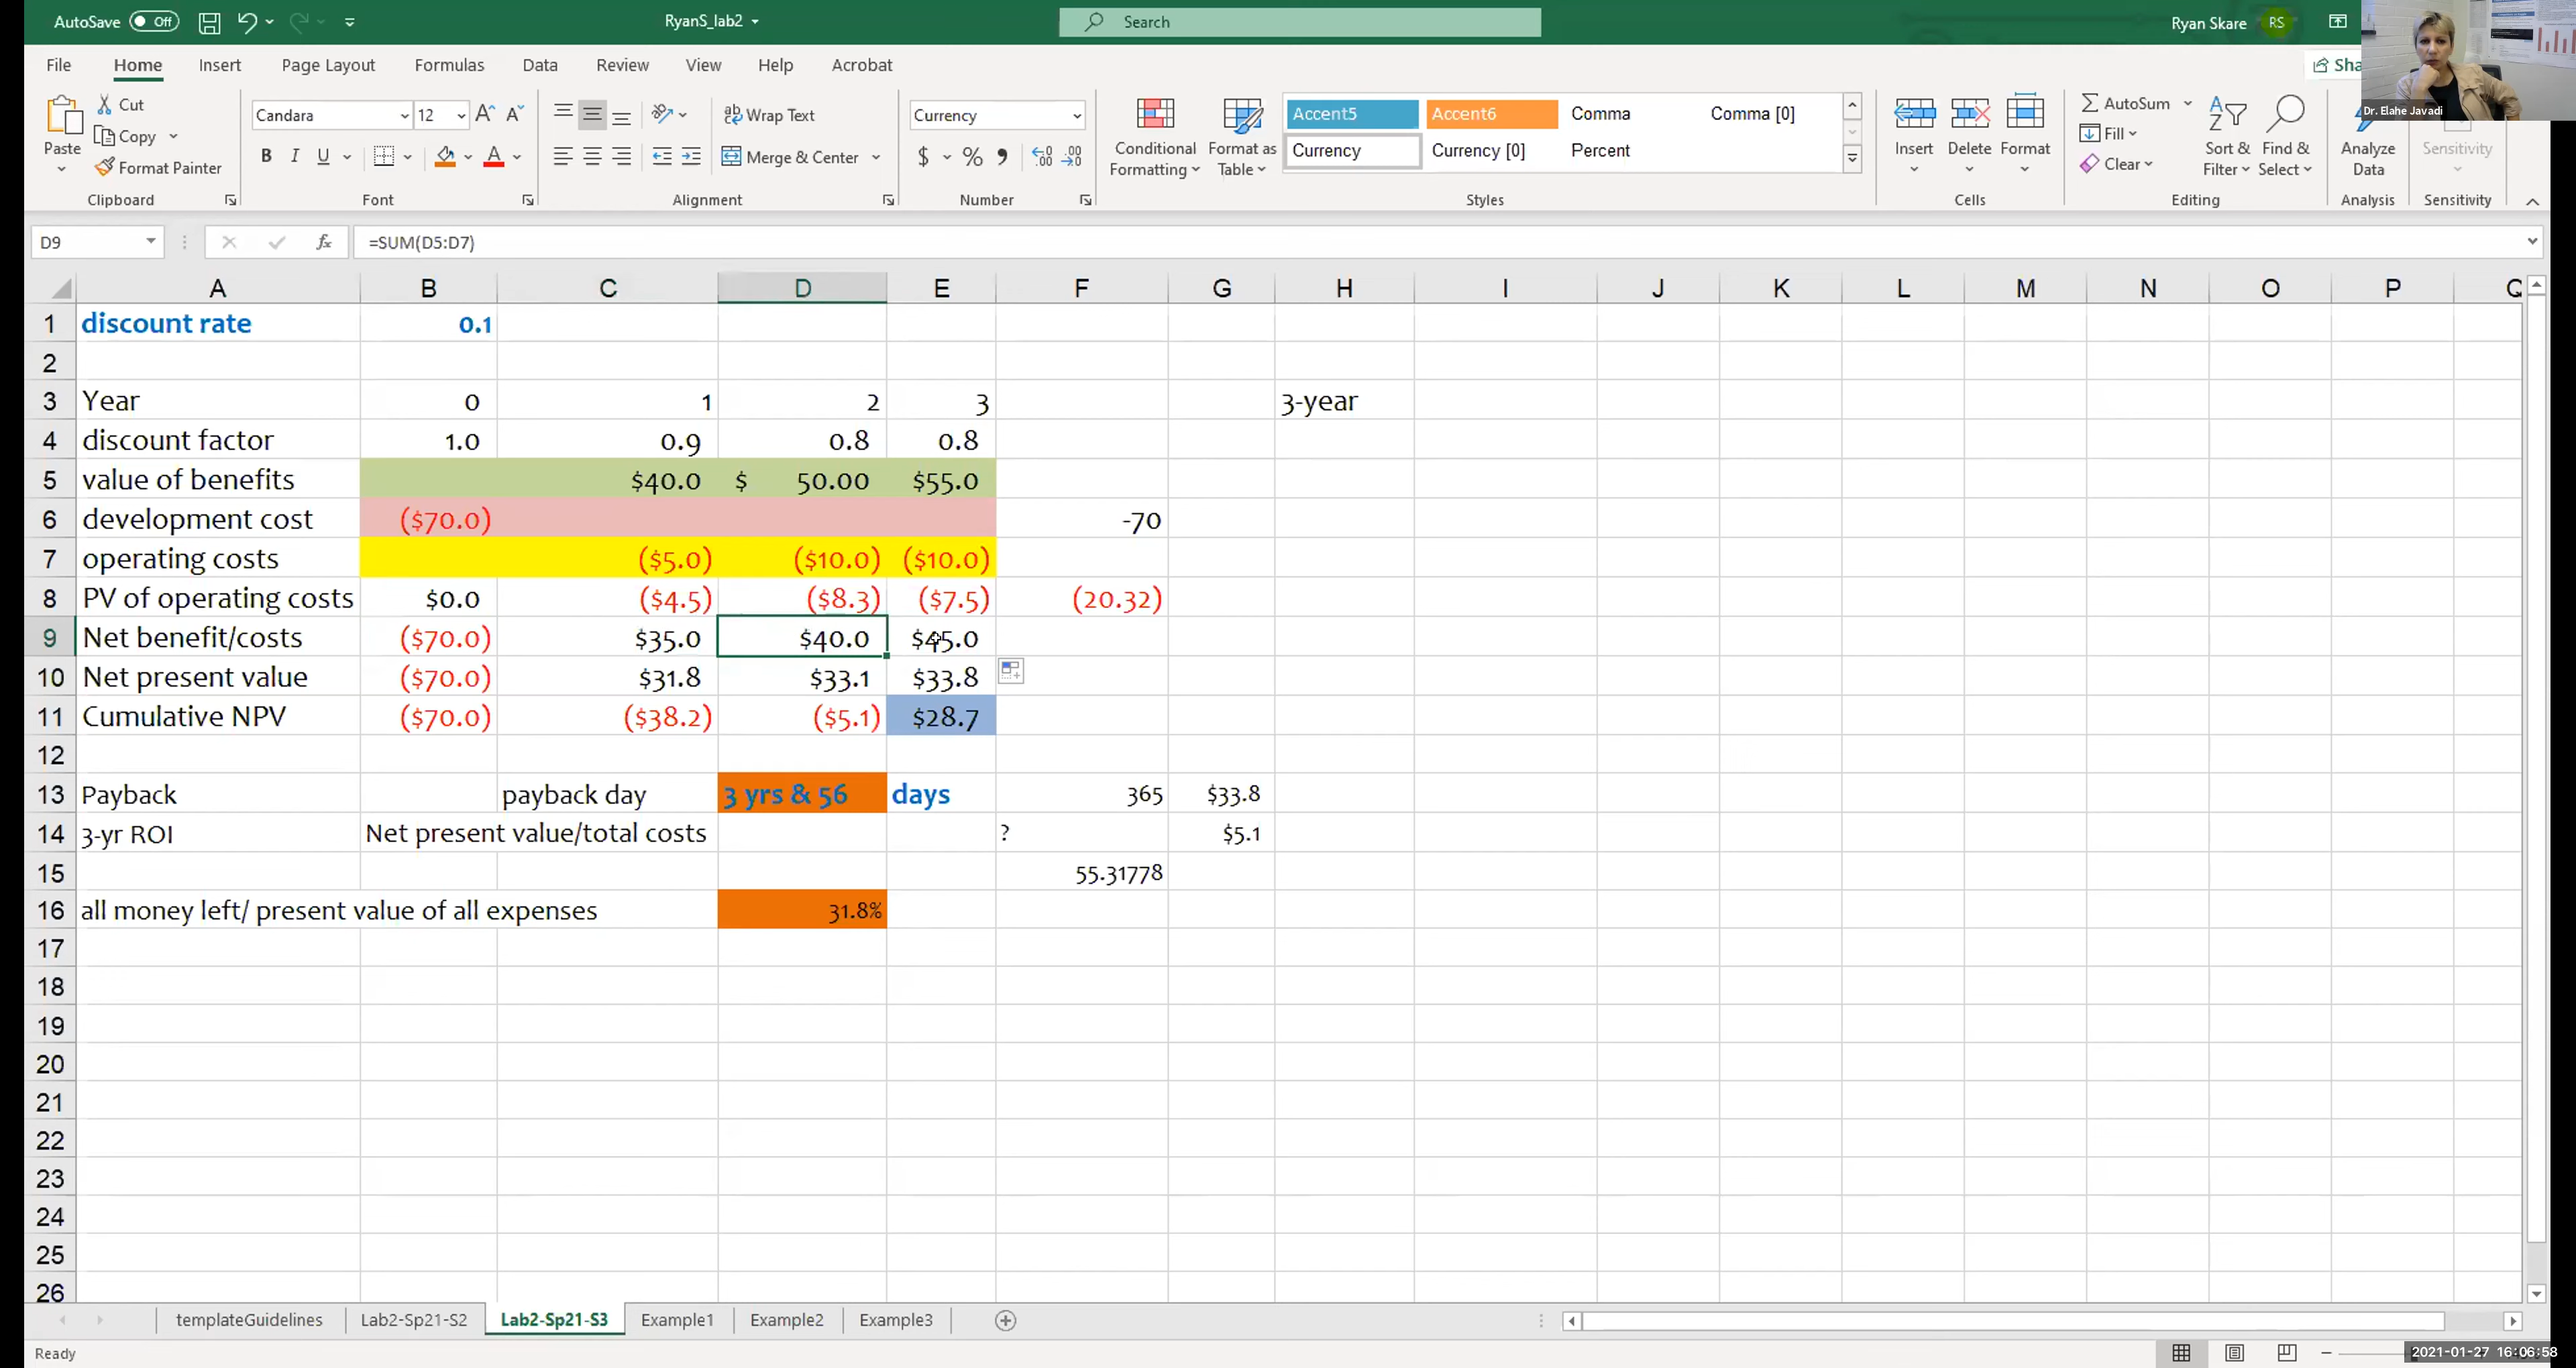 AutoSave Off RyanS_lab2 Search Ryan Skare RS
File Home Insert Page Layout Formulas Data Review View Help Acrobat Sha
Paste Cut Copy Format Painter Clipboard
Candara 12 B I U Font
Wrap Text Merge & Center Alignment
Currency $ % Number
Conditional Formatting Format as Table
Accent5 Accent6 Comma Comma [0]
Currency Currency [0] Percent
Styles
Insert Delete Format Cells
AutoSum Fill Clear Sort & Filter Find & Select Editing
Analyze Data Analysis
Sensitivity Sensitivity
Dr. Elahe Javadi
D9 fx =SUM(D5:D7)
A B C D E F G H I J K L M N O P Q
1 discount rate 0.1
2
3 Year 0 1 2 3 3-year
4 discount factor 1.0 0.9 0.8 0.8
5 value of benefits $40.0 $ 50.00 $55.0
6 development cost ($70.0) -70
7 operating costs ($5.0) ($10.0) ($10.0)
8 PV of operating costs $0.0 ($4.5) ($8.3) ($7.5) (20.32)
9 Net benefit/costs ($70.0) $35.0 $40.0 $45.0
10 Net present value ($70.0) $31.8 $33.1 $33.8
11 Cumulative NPV ($70.0) ($38.2) ($5.1) $28.7
12
13 Payback payback day 3 yrs & 56 days 365 $33.8
14 3-yr ROI Net present value/total costs ? $5.1
15 55.31778
16 all money left/ present value of all expenses 31.8%
17
18
19
20
21
22
23
24
25
26
templateGuidelines Lab2-Sp21-S2 Lab2-Sp21-S3 Example1 Example2 Example3
Ready 2021-01-27 16:06:58